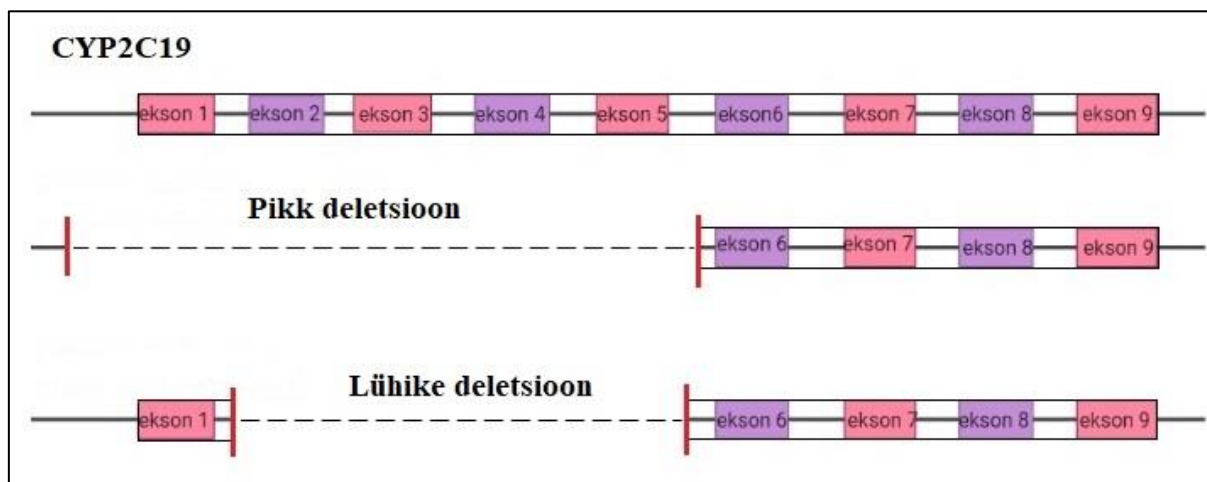 CYP2C19
ekson 1 ekson 2 ekson 3 ekson 4 ekson 5 ekson6 ekson 7 ekson 8 ekson 9
Pikk deletsioon
ekson 6 ekson 7 ekson 8 ekson 9
Lühike deletsioon
ekson 1 ekson 6 ekson 7 ekson 8 ekson 9